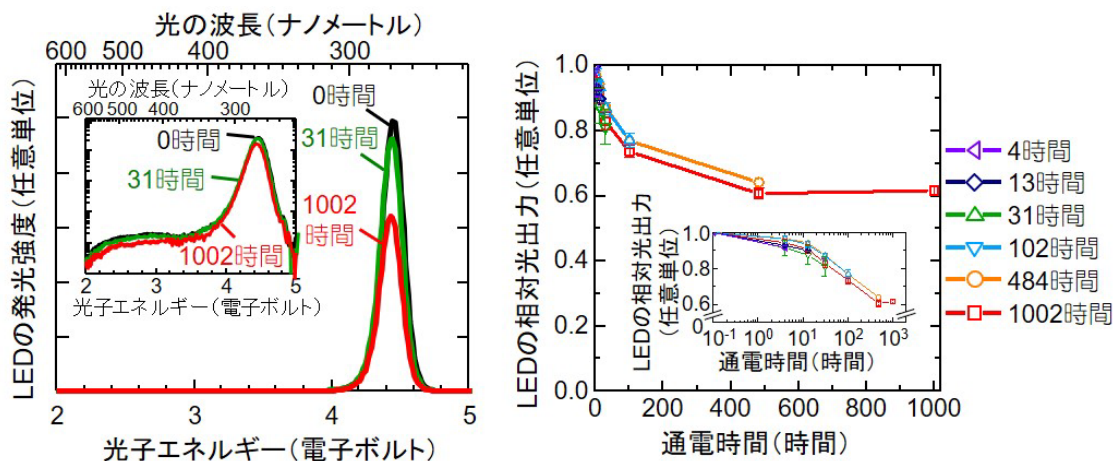 光の波長(ナノメートル)
600 500 400 300
LEDの発光強度(任意単位)
光の波長(ナノメートル)
600 500 400 300
0時間
31時間
1002時間
2 3 4 5
光子エネルギー(電子ボルト)
0時間
31時間
1002
時間
2 3 4 5
光子エネルギー(電子ボルト)
LEDの相対光出力(任意単位)
1.0
0.8
0.6
0.4
0.2
0.0
LEDの相対光出力
(任意単位)
1.0
0.8
0.6
0
10⁻¹ 10⁰ 10¹ 10² 10³
通電時間(時間)
0 200 400 600 800 1000
通電時間(時間)
4時間
13時間
31時間
102時間
484時間
1002時間